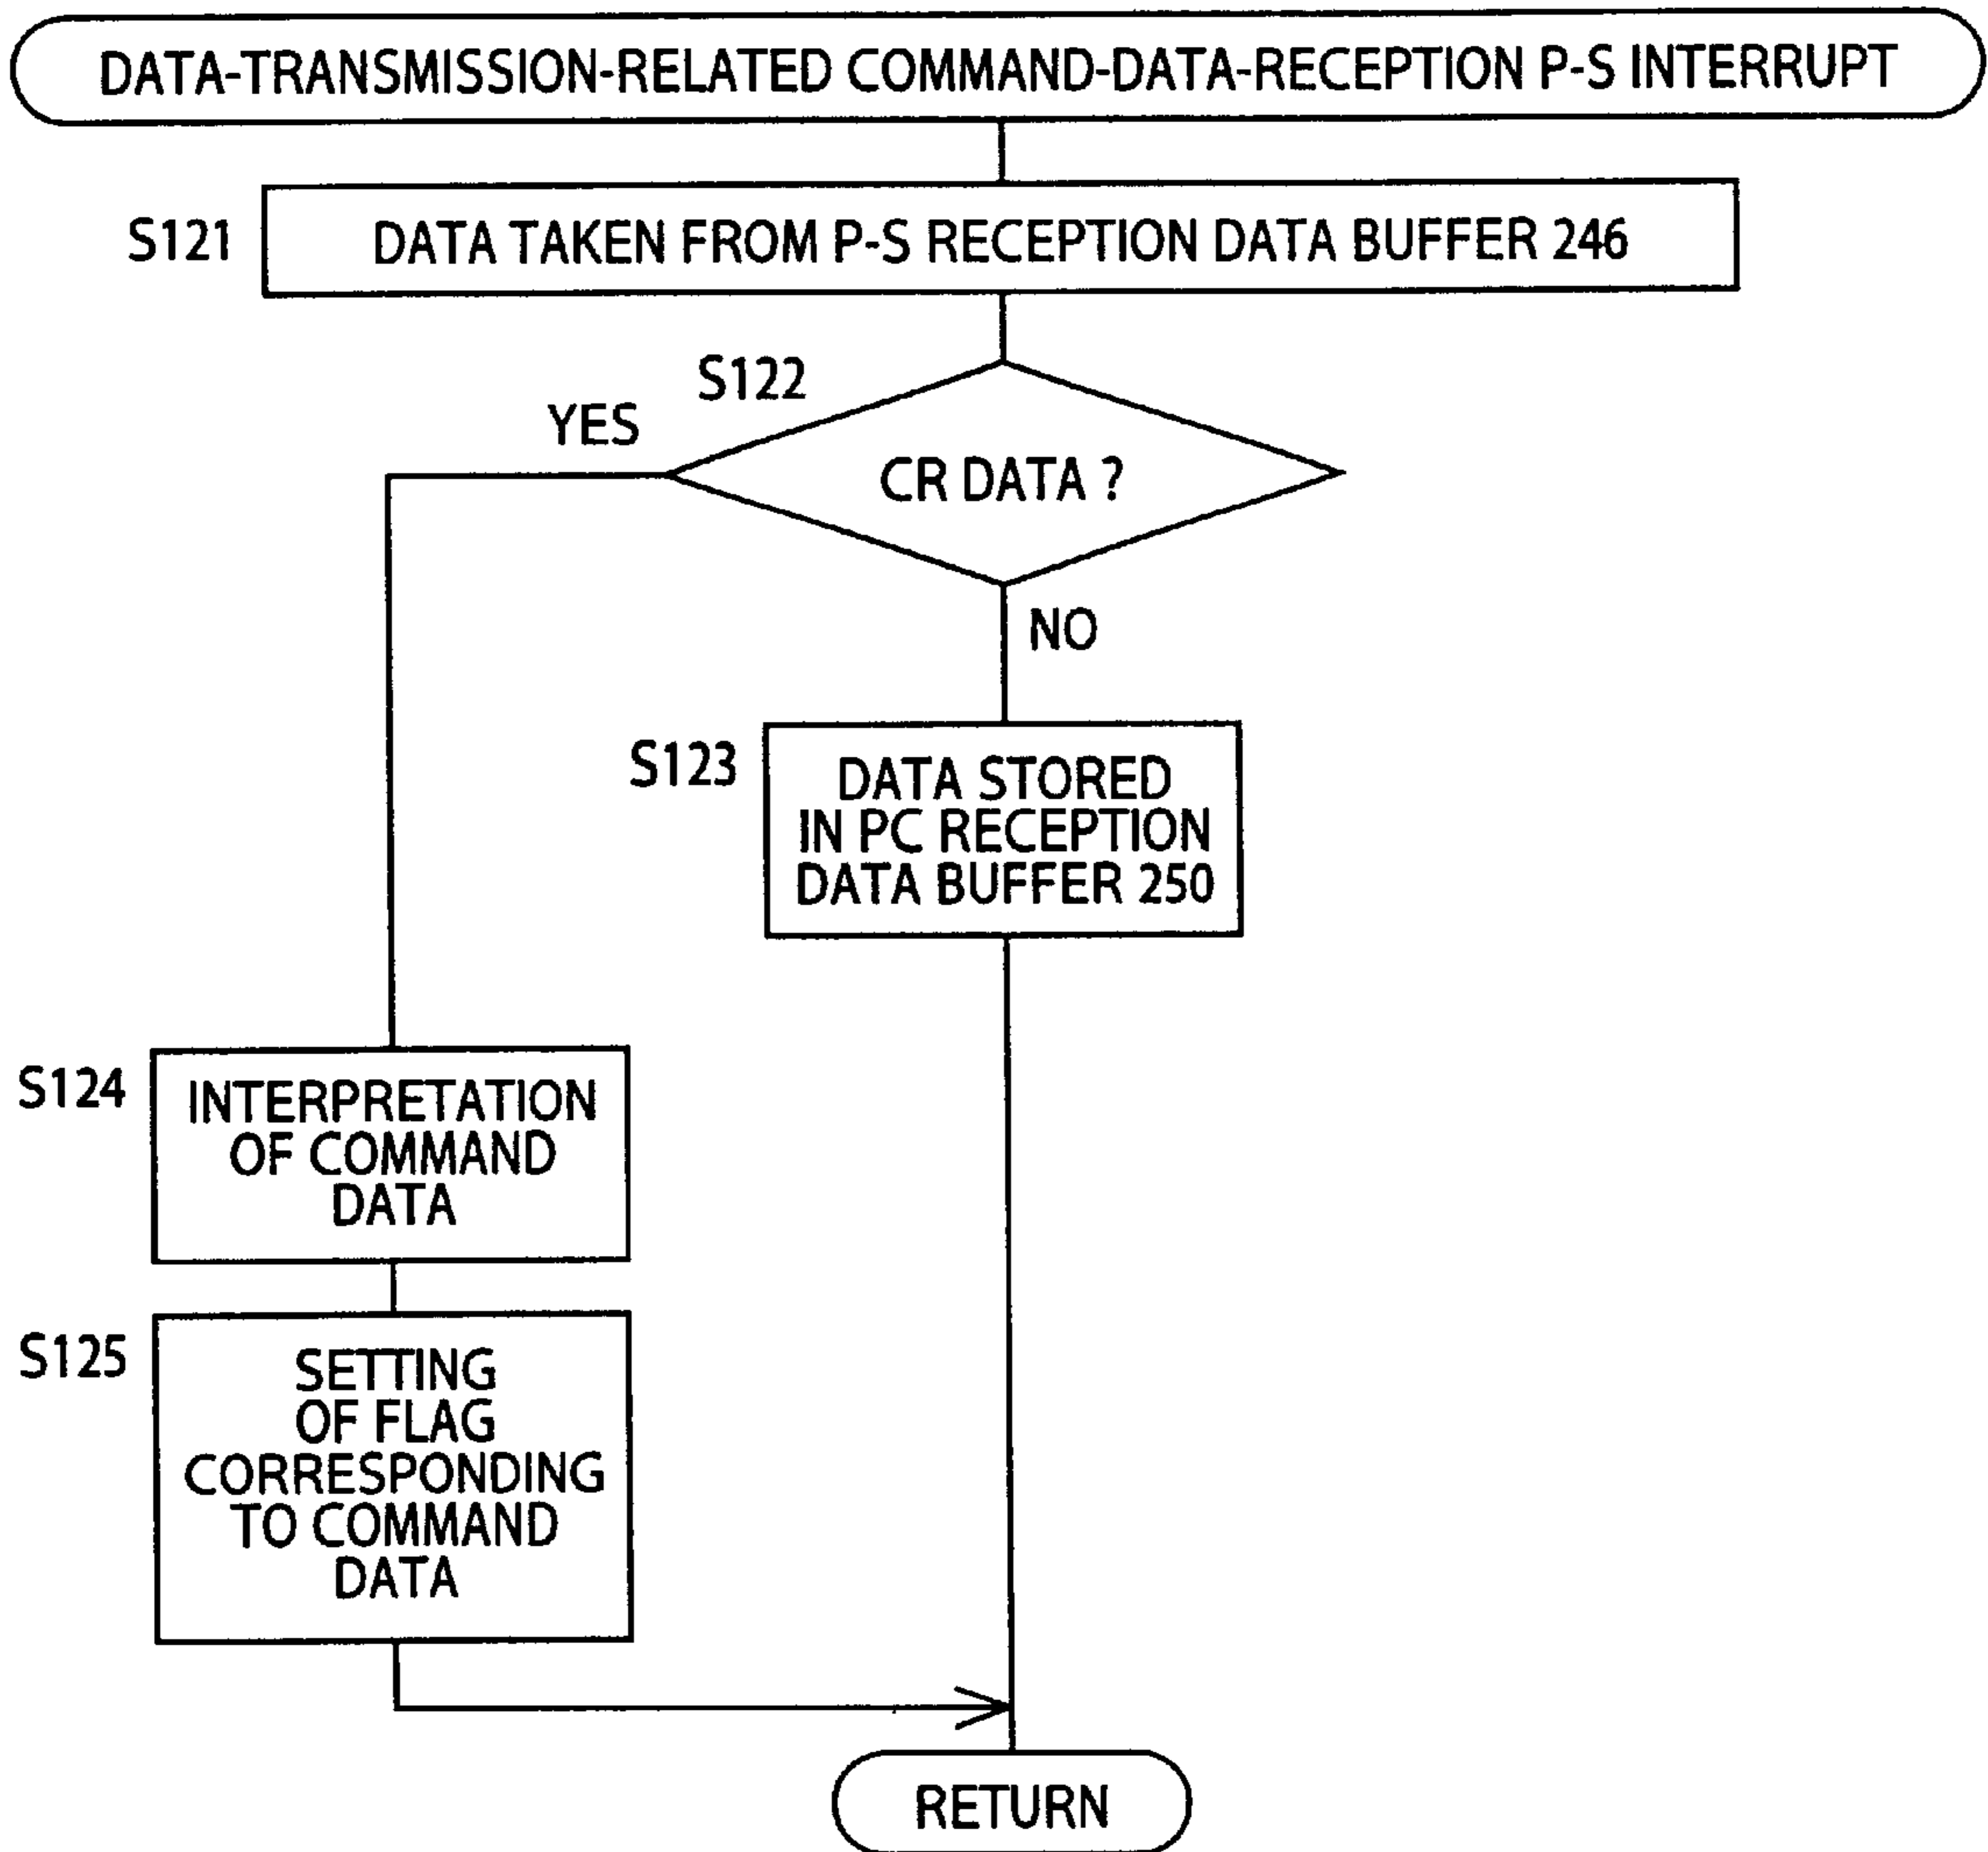 DATA-TRANSMISSION-RELATED COMMAND-DATA-RECEPTION P-S INTERRUPT
S121
DATA TAKEN FROM P-S RECEPTION DATA BUFFER 246
S122
YES
CR DATA ?
NO
S123
DATA STORED
IN PC RECEPTION
DATA BUFFER 250
S124
INTERPRETATION
OF COMMAND
DATA
S125
SETTING
OF FLAG
CORRESPONDING
TO COMMAND
DATA
RETURN